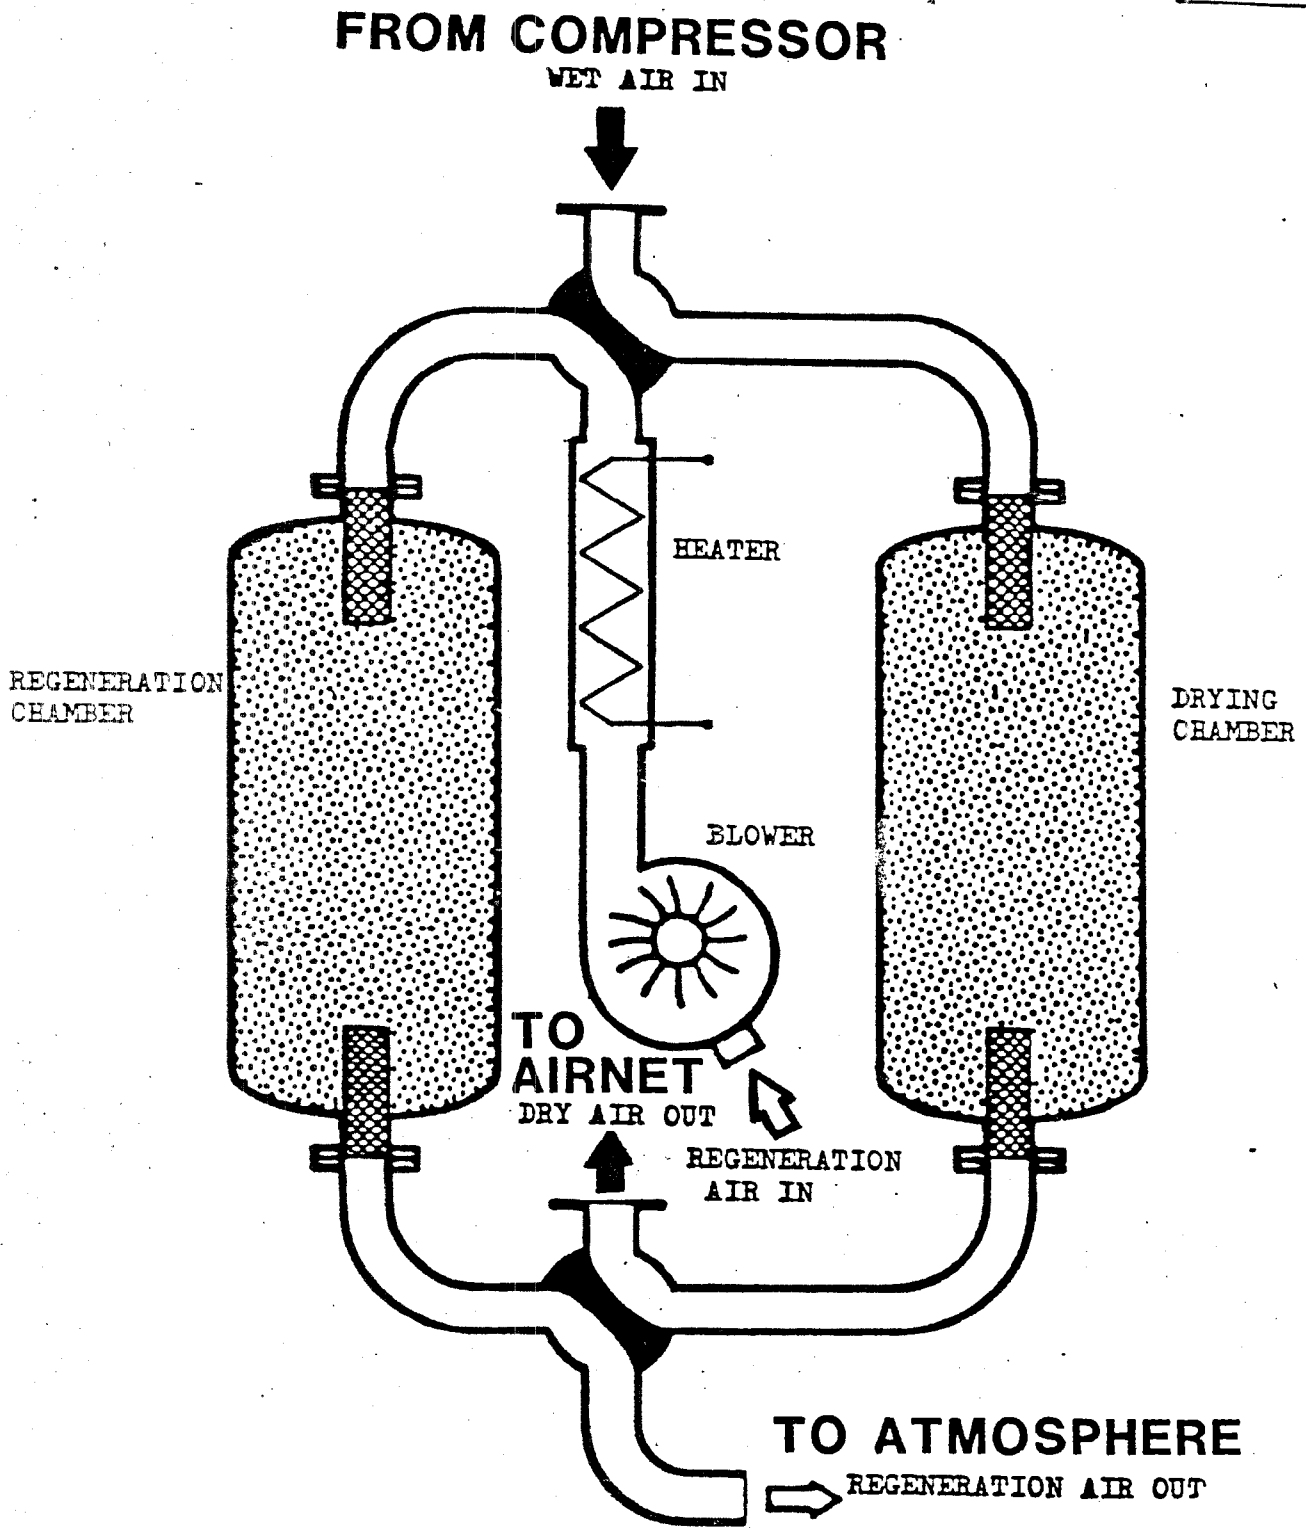 FROM COMPRESSOR
WET AIR IN
HEATER
REGENERATION
CHAMBER
DRYING
CHAMBER
BLOWER
TO
AIRNET
DRY AIR OUT
REGENERATION
AIR IN
TO ATMOSPHERE
REGENERATION AIR OUT